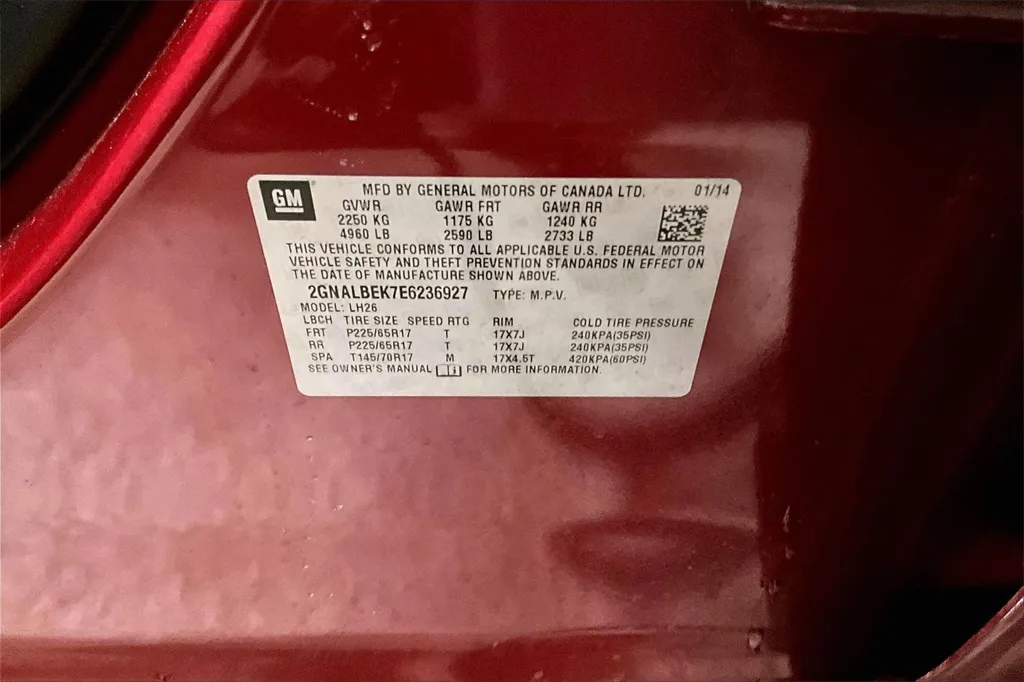 GM
MFD BY GENERAL MOTORS OF CANADA LTD. 01/14
GVWR GAWR FRT GAWR RR
2250 KG 1175 KG 1240 KG
4960 LB 2590 LB 2733 LB
THIS VEHICLE CONFORMS TO ALL APPLICABLE U.S. FEDERAL MOTOR
VEHICLE SAFETY AND THEFT PREVENTION STANDARDS IN EFFECT ON
THE DATE OF MANUFACTURE SHOWN ABOVE.
2GNALBEK7E6236927 TYPE: M.P.V.
MODEL: LH26
LBCH TIRE SIZE SPEED RTG RIM COLD TIRE PRESSURE
FRT P225/65R17 T 17X7J 240KPA(35PSI)
RR P225/65R17 T 17X7J 240KPA(35PSI)
SPA T145/70R17 M 17X4.5T 420KPA(60PSI)
SEE OWNER'S MANUAL i FOR MORE INFORMATION.